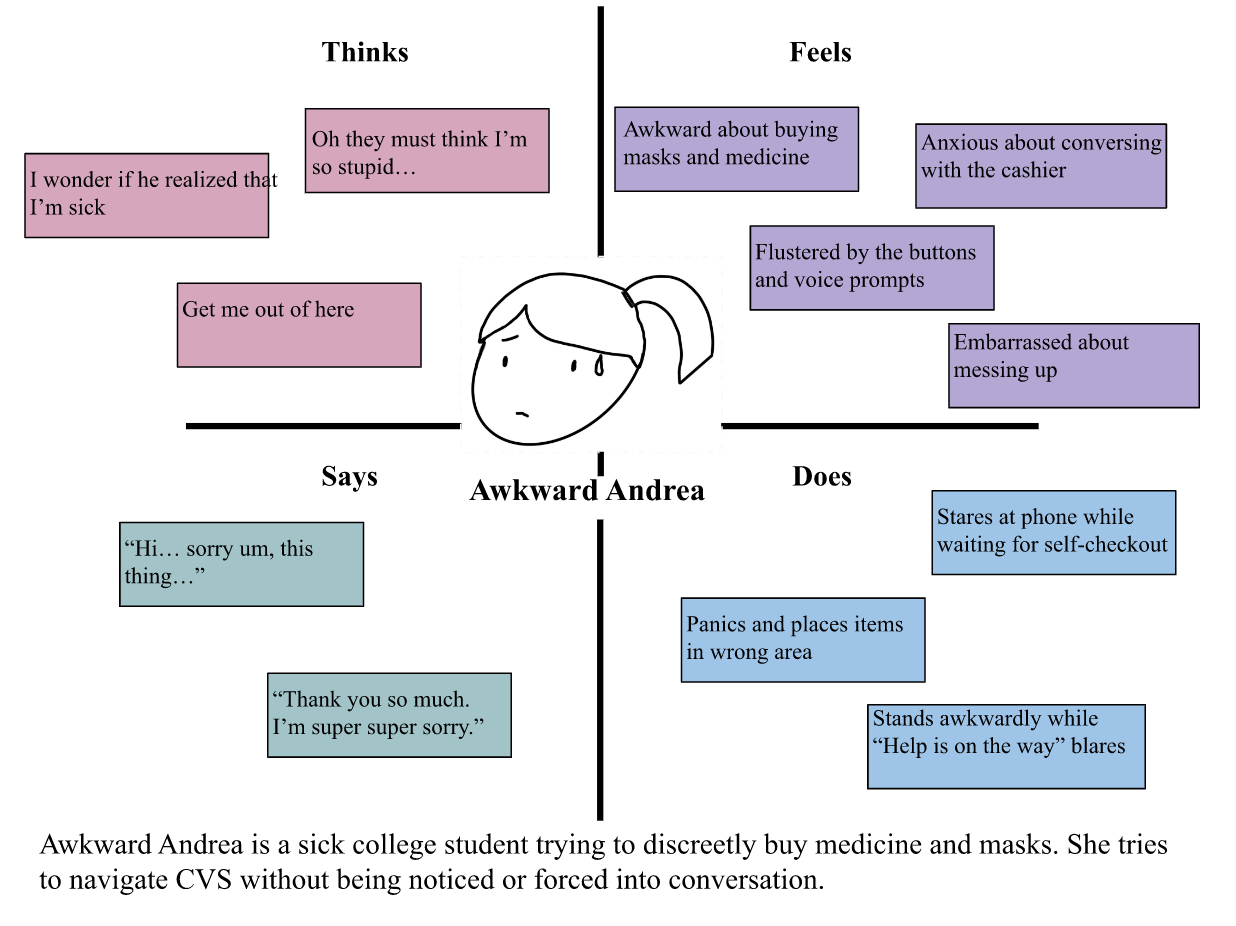 Thinks
I wonder if he realized that
I'm sick
Oh they must think I'm
so stupid…
Get me out of here
Feels
Awkward about buying
masks and medicine
Anxious about conversing
with the cashier
Flustered by the buttons
and voice prompts
Embarrassed about
messing up
Awkward Andrea
Says
“Hi… sorry um, this
thing…”
“Thank you so much.
I'm super super sorry.”
Does
Stares at phone while
waiting for self-checkout
Panics and places items
in wrong area
Stands awkwardly while
“Help is on the way” blares
Awkward Andrea is a sick college student trying to discreetly buy medicine and masks. She tries
to navigate CVS without being noticed or forced into conversation.